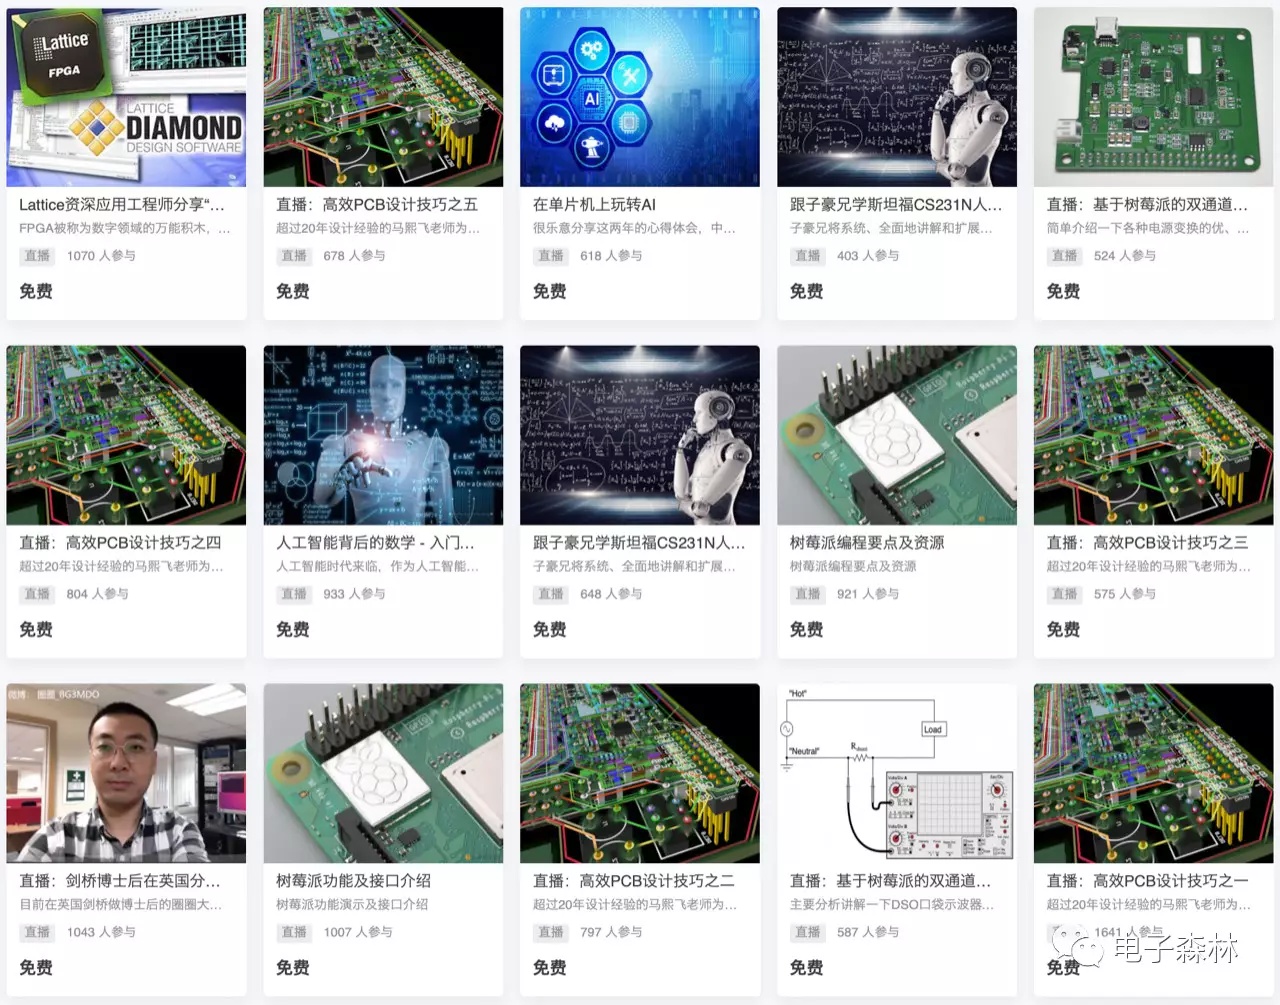 Lattice
FPGA
LATTICE
DIAMOND
DESIGN SOFTWARE
AI
Lattice资深应用工程师分享“...
FPGA被称为数字领域的万能积木，...
直播 1070 人参与
免费
直播：高效PCB设计技巧之五
超过20年设计经验的马熙飞老师为...
直播 678 人参与
免费
在单片机上玩转AI
很乐意分享这两年的心得体会，中...
直播 618 人参与
免费
跟子豪兄学斯坦福CS231N人...
子豪兄将系统、全面地讲解和扩展...
直播 403 人参与
免费
直播：基于树莓派的双通道...
简单介绍一下各种电源变换的优、...
直播 524 人参与
免费
直播：高效PCB设计技巧之四
超过20年设计经验的马熙飞老师为...
直播 804 人参与
免费
人工智能背后的数学 - 入门...
人工智能时代来临，作为人工智能...
直播 933 人参与
免费
跟子豪兄学斯坦福CS231N人...
子豪兄将系统、全面地讲解和扩展...
直播 648 人参与
免费
树莓派编程要点及资源
树莓派编程要点及资源
直播 921 人参与
免费
直播：高效PCB设计技巧之三
超过20年设计经验的马熙飞老师为...
直播 575 人参与
免费
微博：圈圈_BG3MDO
直播：剑桥博士后在英国分...
目前在英国剑桥做博士后的圈圈大...
直播 1043 人参与
免费
树莓派功能及接口介绍
树莓派功能演示及接口介绍
直播 1007 人参与
免费
直播：高效PCB设计技巧之二
超过20年设计经验的马熙飞老师为...
直播 797 人参与
免费
"Hot"
Load
"Neutral"
直播：基于树莓派的双通道...
主要分析讲解一下DSO口袋示波器...
直播 587 人参与
免费
直播：高效PCB设计技巧之一
超过20年设计经验的马熙飞老师为...
1641 人参与
免费
电子森林